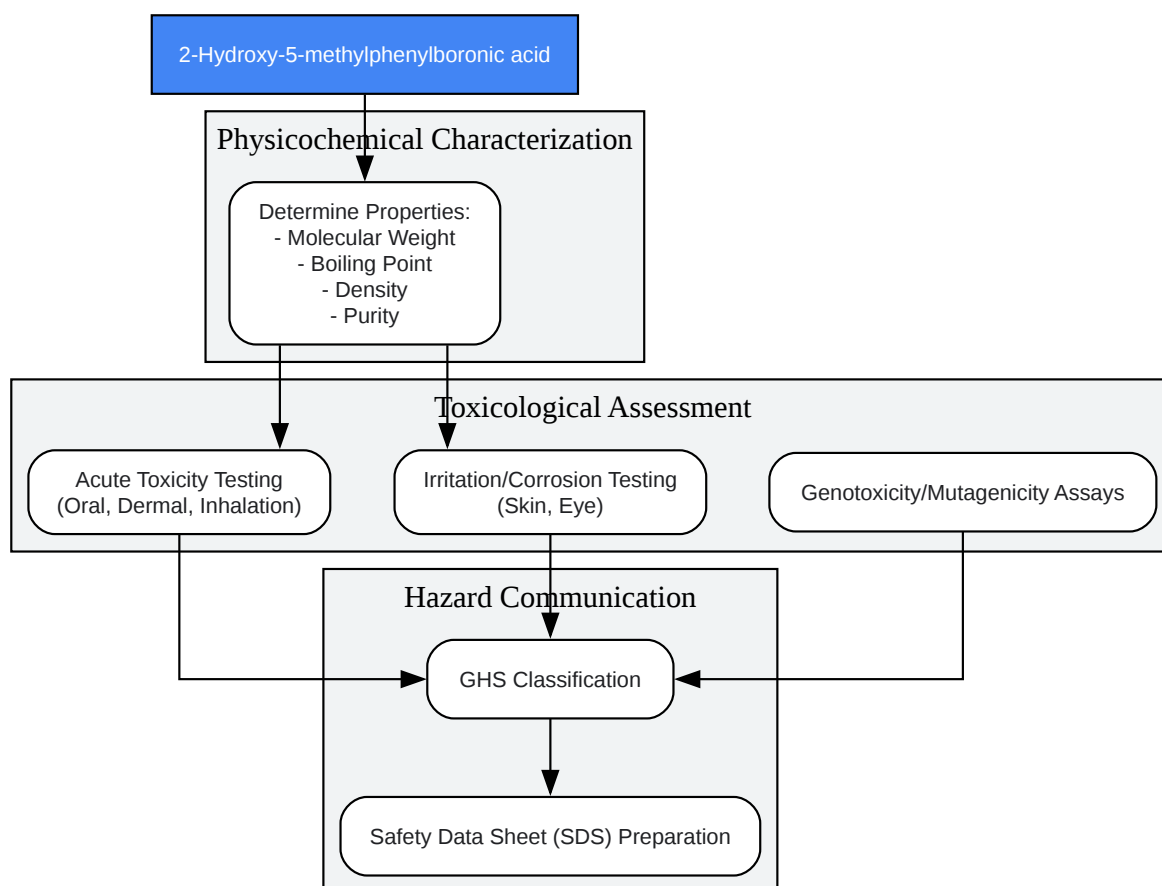 2-Hydroxy-5-methylphenylboronic acid
Physicochemical Characterization
Determine Properties:
- Molecular Weight
- Boiling Point
- Density
- Purity
Toxicological Assessment
Acute Toxicity Testing
(Oral, Dermal, Inhalation)
Irritation/Corrosion Testing
(Skin, Eye)
Genotoxicity/Mutagenicity Assays
Hazard Communication
GHS Classification
Safety Data Sheet (SDS) Preparation